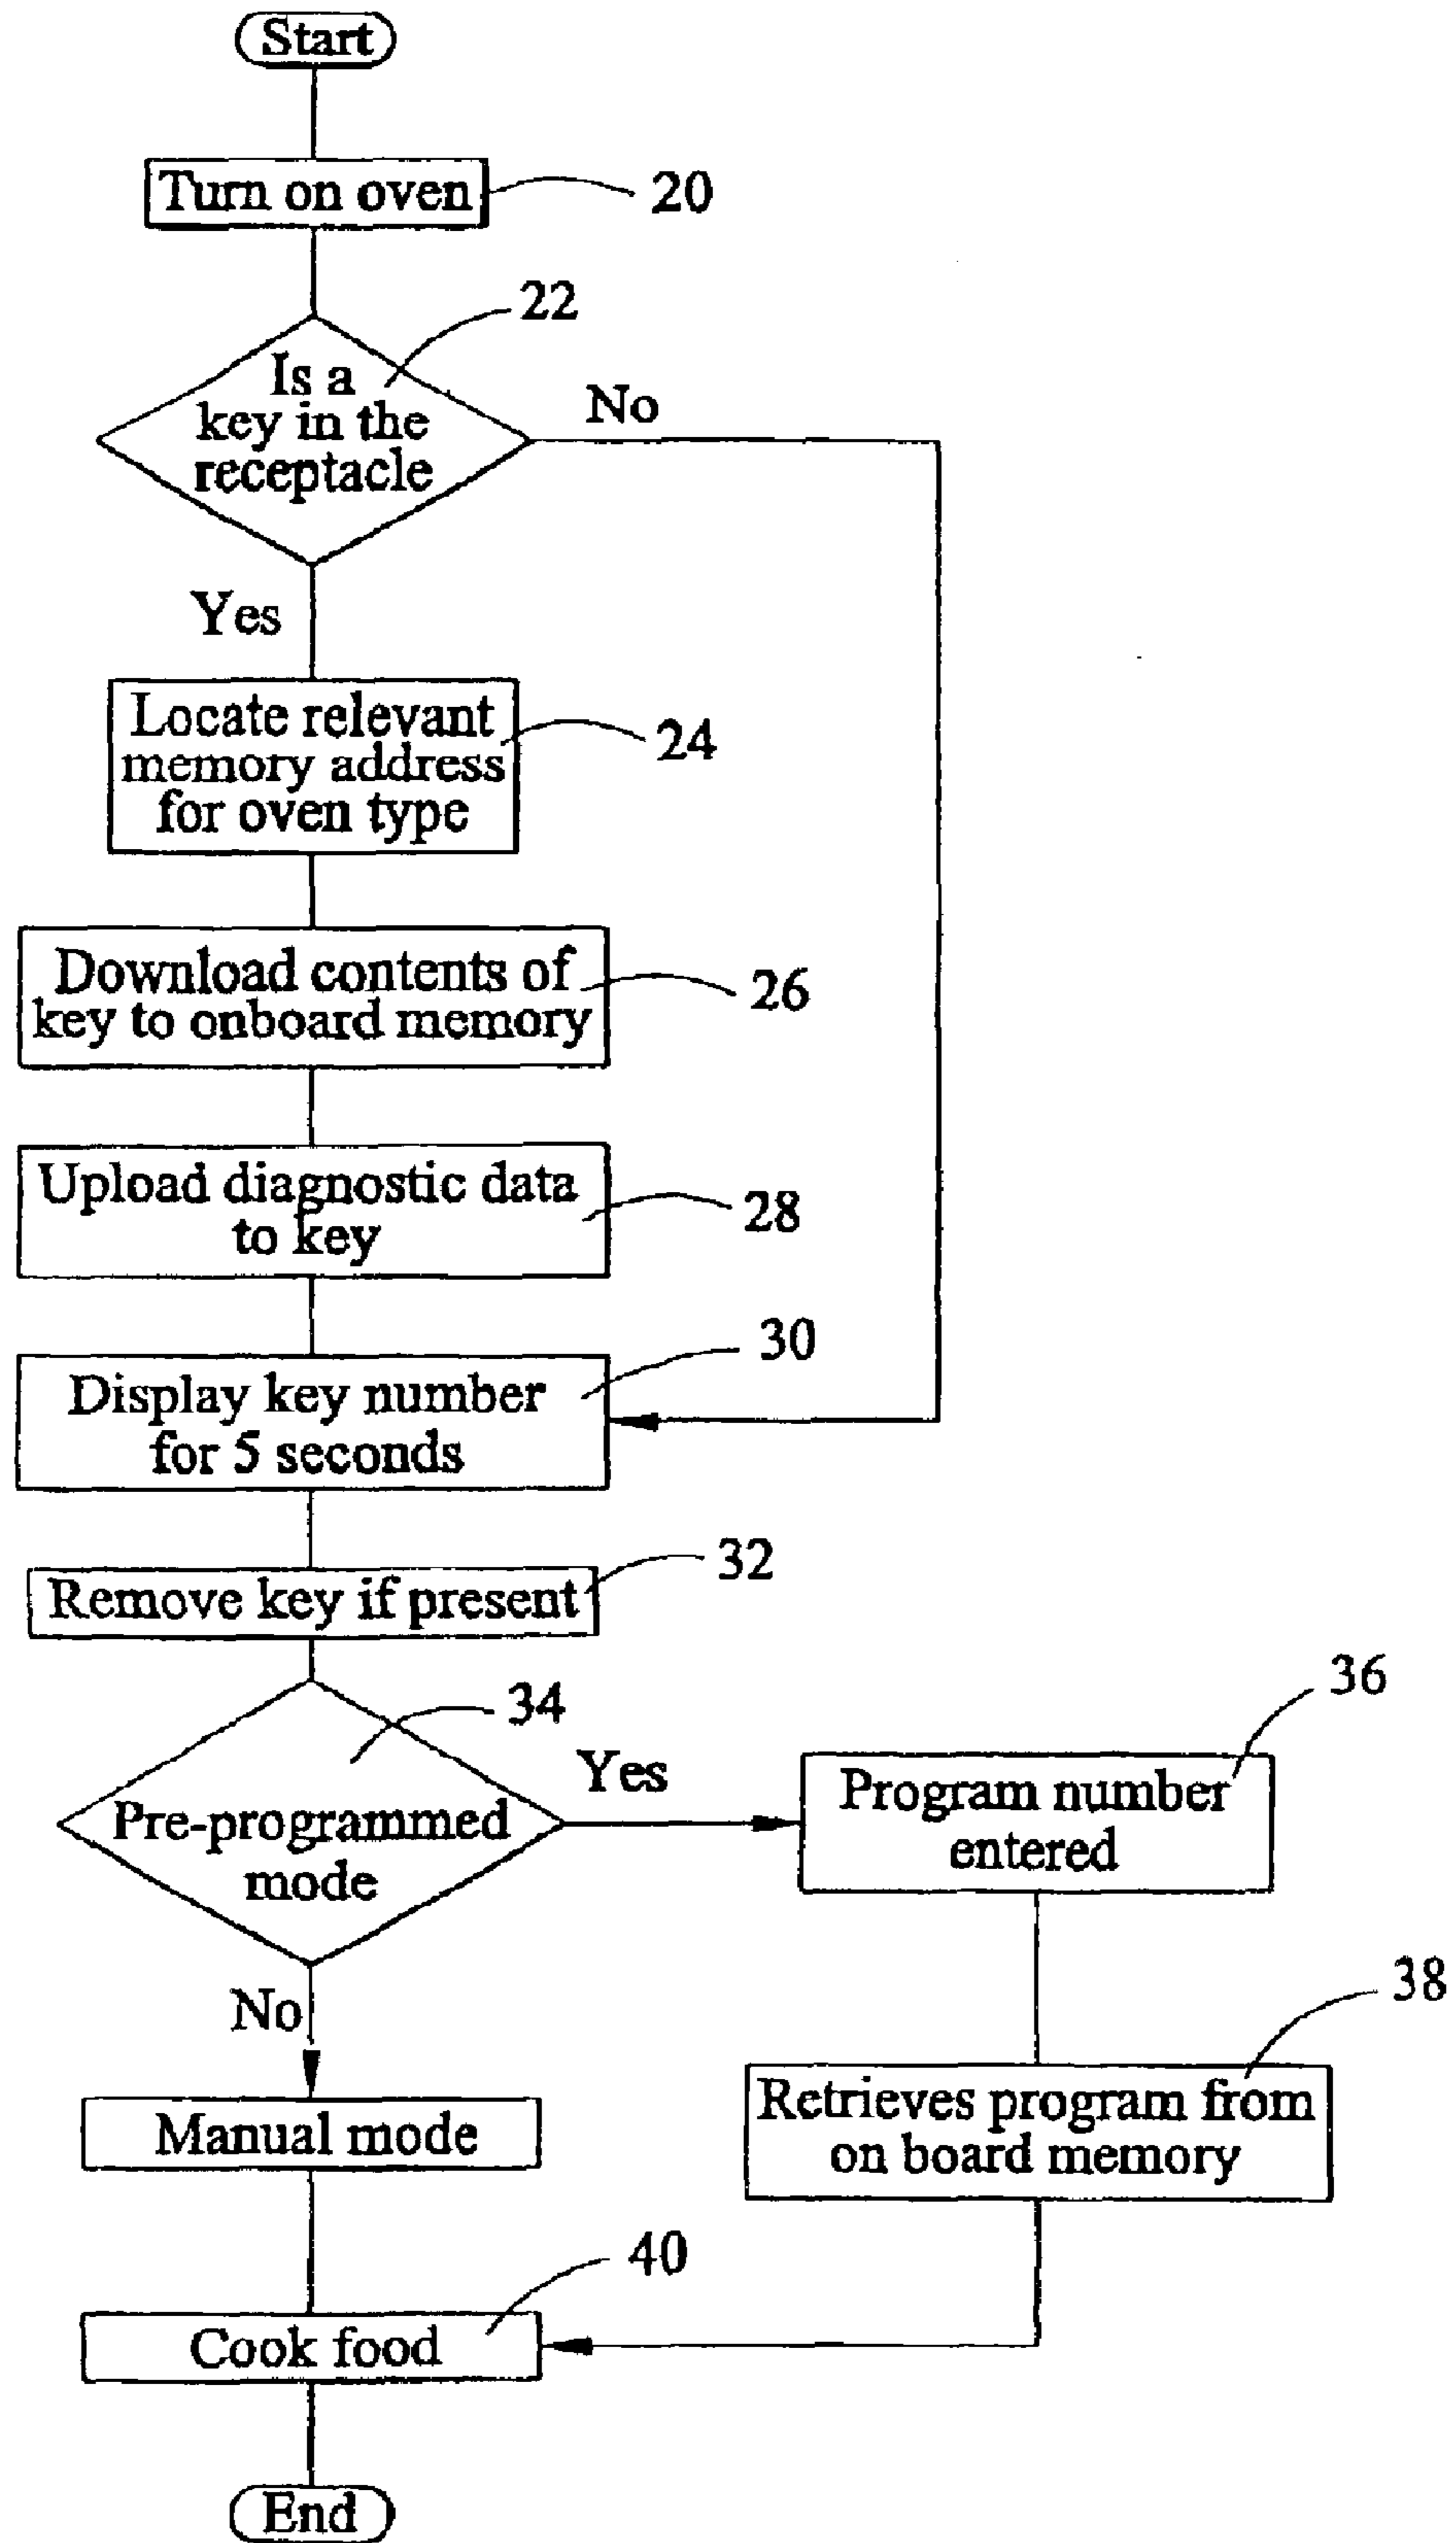 Start
Turn on oven
20
22
Is a
key in the
receptacle
No
Yes
Locate relevant
memory address
for oven type
24
Download contents of
key to onboard memory
26
Upload diagnostic data
to key
28
30
Display key number
for 5 seconds
32
Remove key if present
34
Pre-programmed
mode
Yes
36
Program number
entered
No
38
Retrieves program from
on board memory
Manual mode
40
Cook food
End